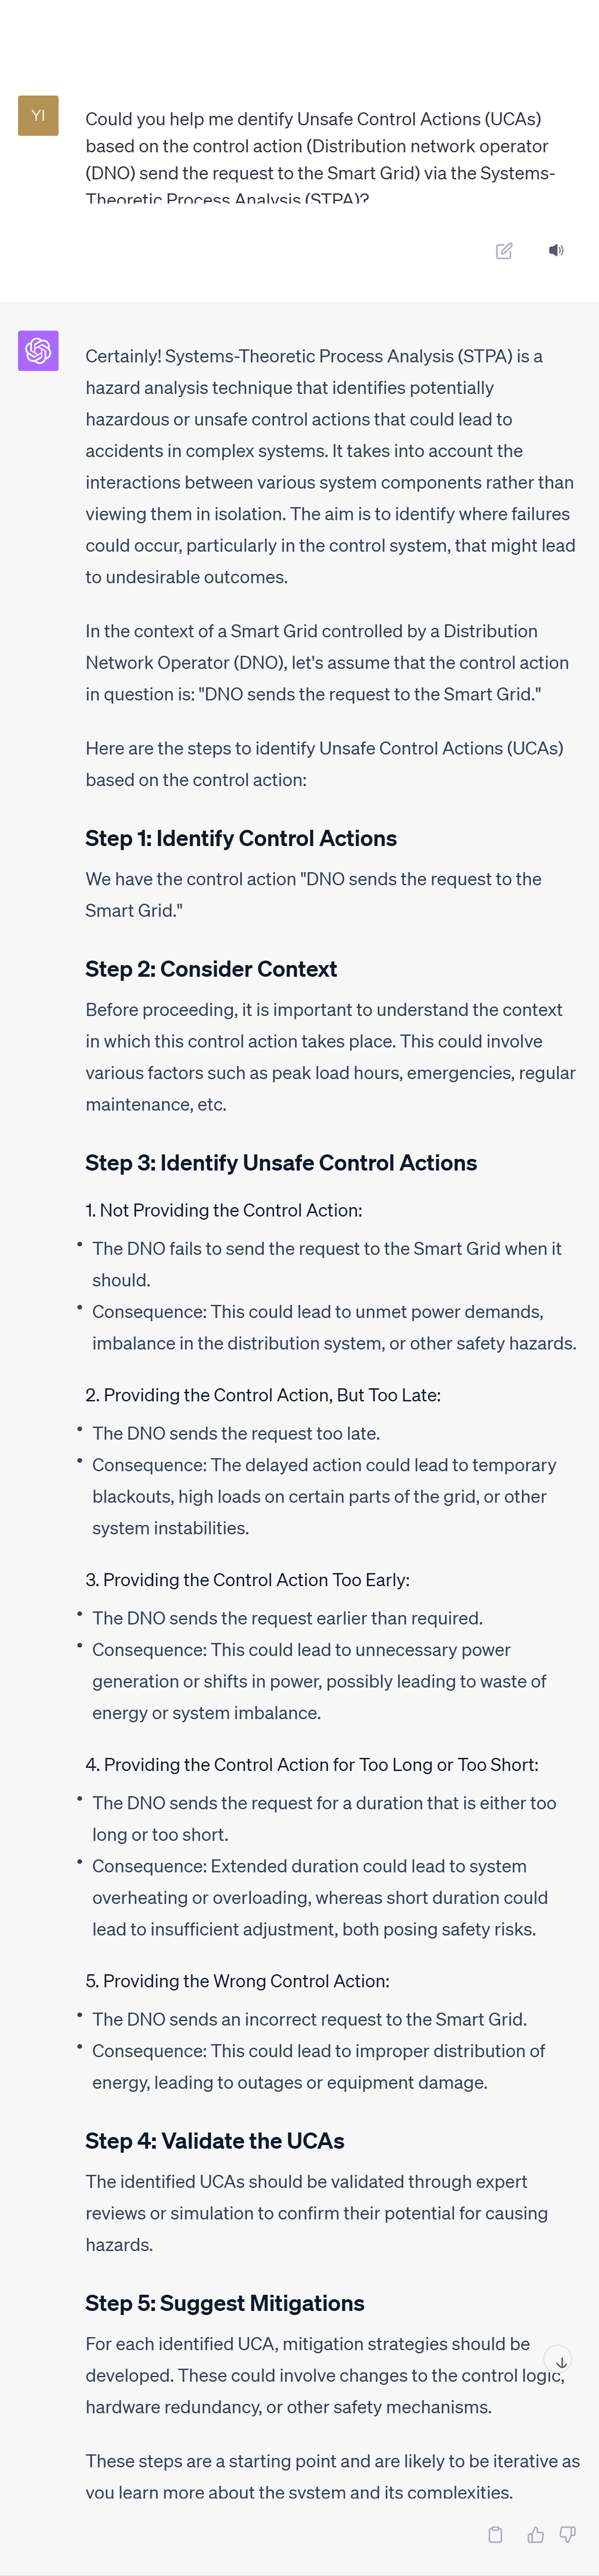 YI
Could you help me dentify Unsafe Control Actions (UCAs)
based on the control action (Distribution network operator
(DNO) send the request to the Smart Grid) via the Systems-
Theoretic Process Analysis (STPA)?
Certainly! Systems-Theoretic Process Analysis (STPA) is a
hazard analysis technique that identifies potentially
hazardous or unsafe control actions that could lead to
accidents in complex systems. It takes into account the
interactions between various system components rather than
viewing them in isolation. The aim is to identify where failures
could occur, particularly in the control system, that might lead
to undesirable outcomes.
In the context of a Smart Grid controlled by a Distribution
Network Operator (DNO), let's assume that the control action
in question is: "DNO sends the request to the Smart Grid."
Here are the steps to identify Unsafe Control Actions (UCAs)
based on the control action:
Step 1: Identify Control Actions
We have the control action "DNO sends the request to the
Smart Grid."
Step 2: Consider Context
Before proceeding, it is important to understand the context
in which this control action takes place. This could involve
various factors such as peak load hours, emergencies, regular
maintenance, etc.
Step 3: Identify Unsafe Control Actions
1. Not Providing the Control Action:
• The DNO fails to send the request to the Smart Grid when it
should.
• Consequence: This could lead to unmet power demands,
imbalance in the distribution system, or other safety hazards.
2. Providing the Control Action, But Too Late:
• The DNO sends the request too late.
• Consequence: The delayed action could lead to temporary
blackouts, high loads on certain parts of the grid, or other
system instabilities.
3. Providing the Control Action Too Early:
• The DNO sends the request earlier than required.
• Consequence: This could lead to unnecessary power
generation or shifts in power, possibly leading to waste of
energy or system imbalance.
4. Providing the Control Action for Too Long or Too Short:
• The DNO sends the request for a duration that is either too
long or too short.
• Consequence: Extended duration could lead to system
overheating or overloading, whereas short duration could
lead to insufficient adjustment, both posing safety risks.
5. Providing the Wrong Control Action:
• The DNO sends an incorrect request to the Smart Grid.
• Consequence: This could lead to improper distribution of
energy, leading to outages or equipment damage.
Step 4: Validate the UCAs
The identified UCAs should be validated through expert
reviews or simulation to confirm their potential for causing
hazards.
Step 5: Suggest Mitigations
For each identified UCA, mitigation strategies should be
developed. These could involve changes to the control logic,
hardware redundancy, or other safety mechanisms.
These steps are a starting point and are likely to be iterative as
you learn more about the system and its complexities.